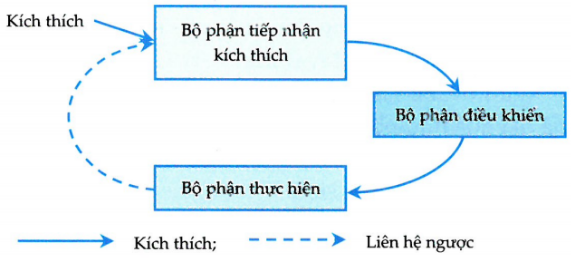 Kích thích
Bộ phận tiếp nhận
kích thích
Bộ phận điều khiển
Bộ phận thực hiện
Kích thích;
Liên hệ ngược